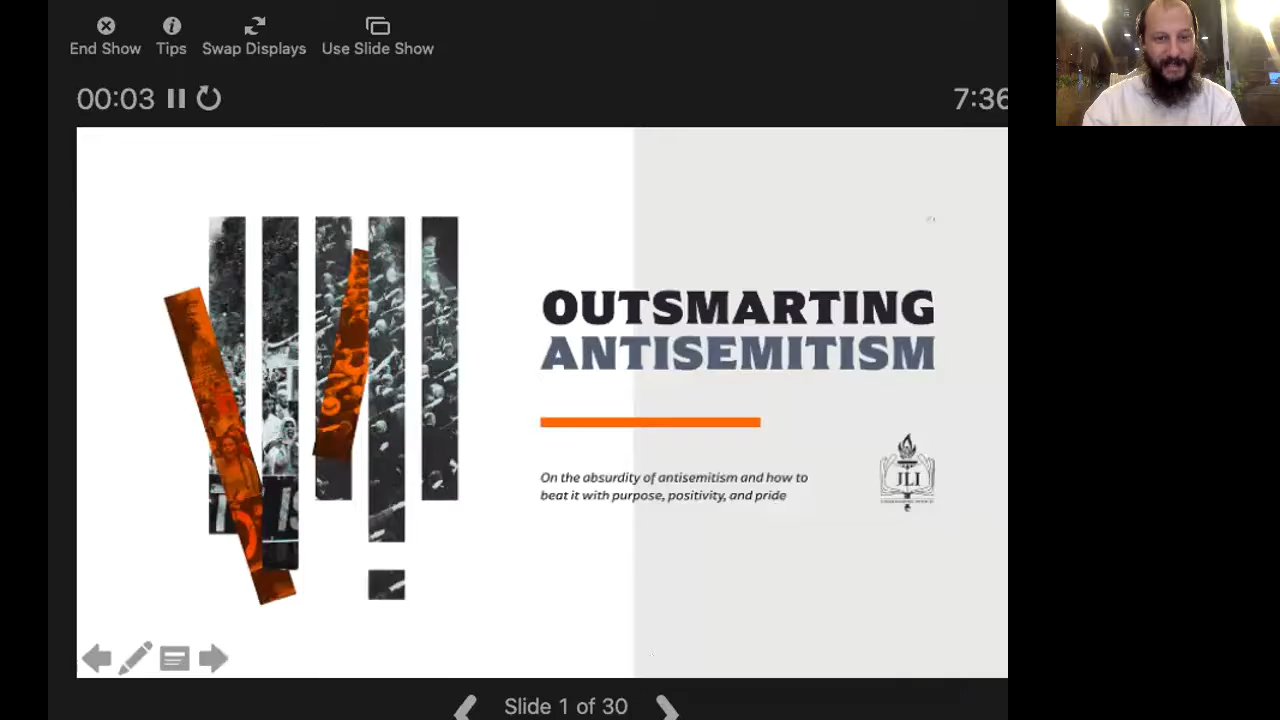 End Show Tips Swap Displays Use Slide Show
00:03 7:36
OUTSMARTING
ANTISEMITISM
On the absurdity of antisemitism and how to
beat it with purpose, positivity, and pride
JLI
Slide 1 of 30